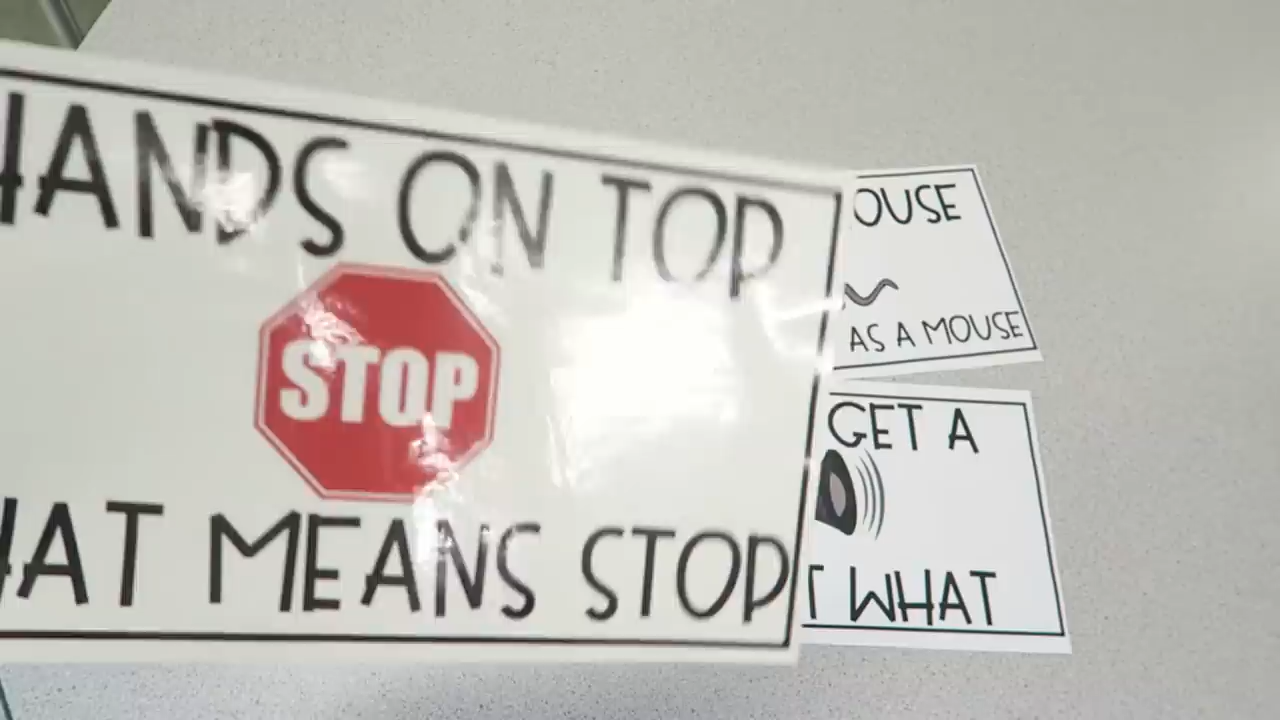 HANDS ON TOP
STOP
HAT MEANS STOP
OUSE
AS A MOUSE
GET A
T WHAT